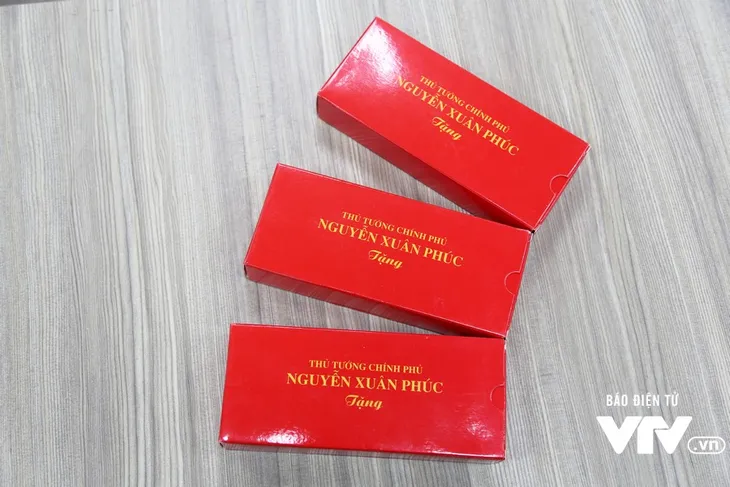 THỦ TƯỚNG CHÍNH PHỦ
NGUYỄN XUÂN PHÚC
Tặng
THỦ TƯỚNG CHÍNH PHỦ
NGUYỄN XUÂN PHÚC
Tặng
THỦ TƯỚNG CHÍNH PHỦ
NGUYỄN XUÂN PHÚC
Tặng
BÁO ĐIỆN TỬ
VTV.vn